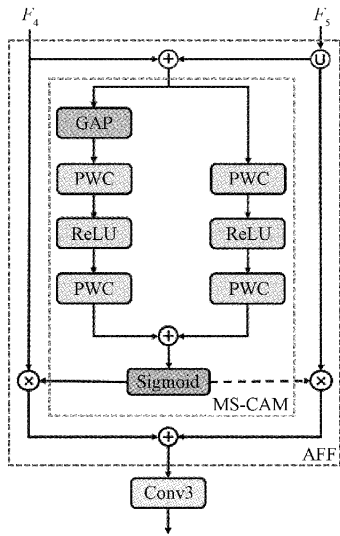 F4 F5
+ U
GAP
PWC PWC
ReLU ReLU
PWC PWC
+
× Sigmoid ×
MS-CAM
+
AFF
Conv3